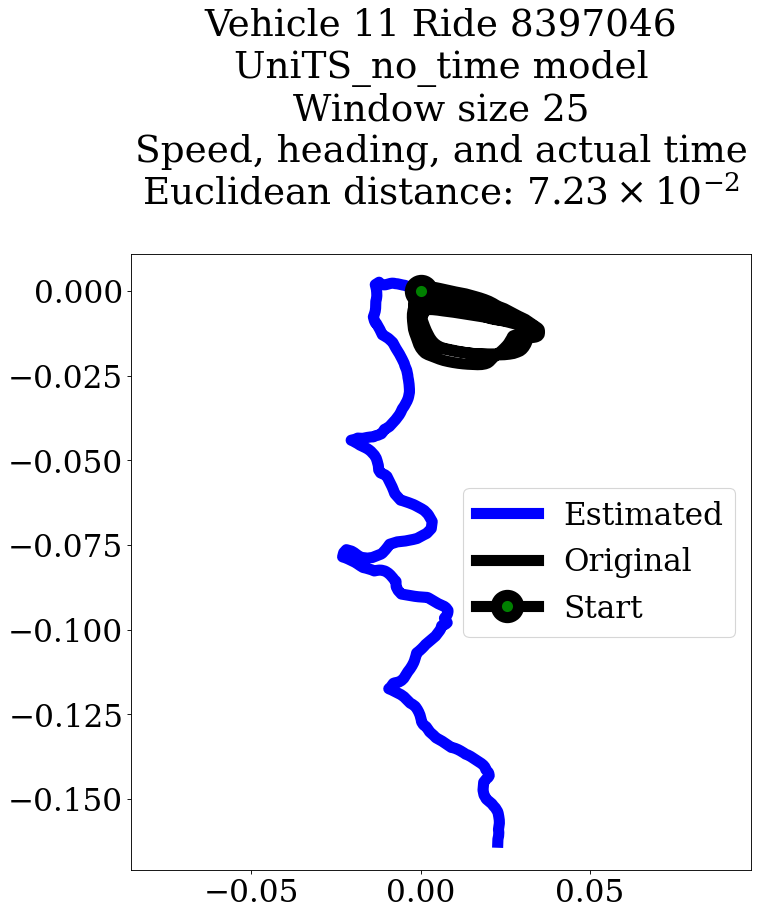 Vehicle 11 Ride 8397046
UniTS_no_time model
Window size 25
Speed, heading, and actual time
Euclidean distance: 7.23 × 10⁻²
0.000
−0.025
−0.050
−0.075
−0.100
−0.125
−0.150
Estimated
Original
Start
−0.05
0.00
0.05